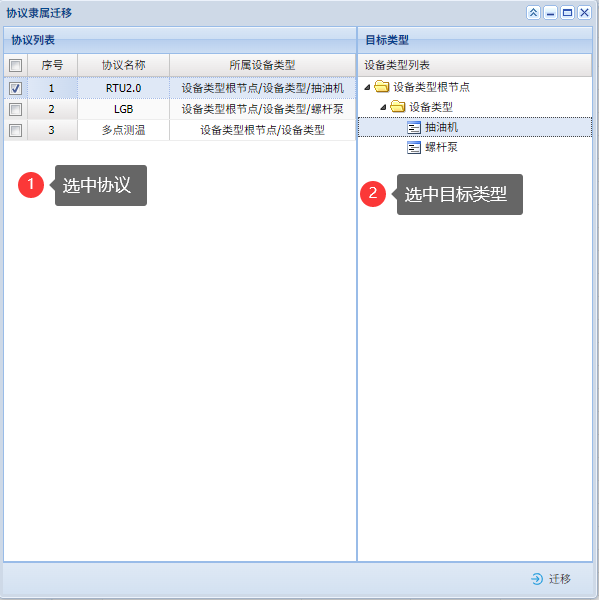 协议隶属迁移
协议列表
序号 协议名称 所属设备类型
1 RTU2.0 设备类型根节点/设备类型/抽油机
2 LGB 设备类型根节点/设备类型/螺杆泵
3 多点测温 设备类型根节点/设备类型
1 选中协议
目标类型
设备类型列表
设备类型根节点
设备类型
抽油机
螺杆泵
2 选中目标类型
迁移